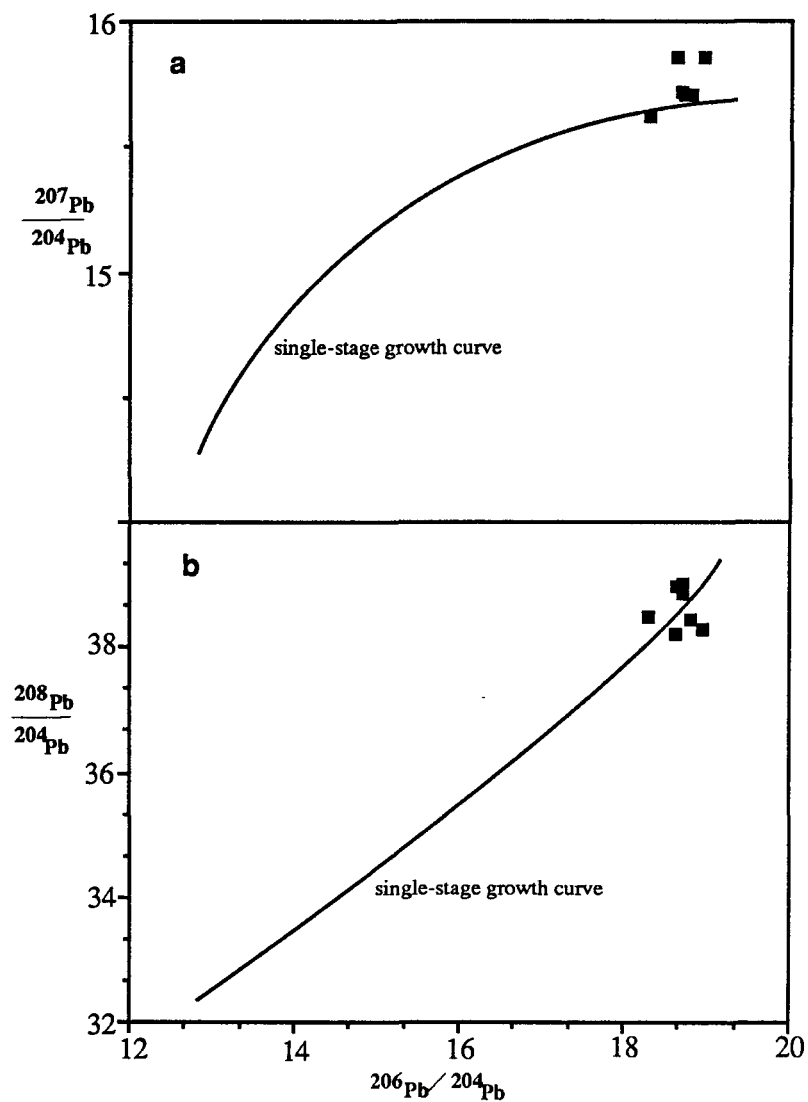 16
a
207Pb
204Pb
15
single-stage growth curve
b
38
208Pb
204Pb
36
34
single-stage growth curve
32
12 14 16 18 20
206Pb/204Pb